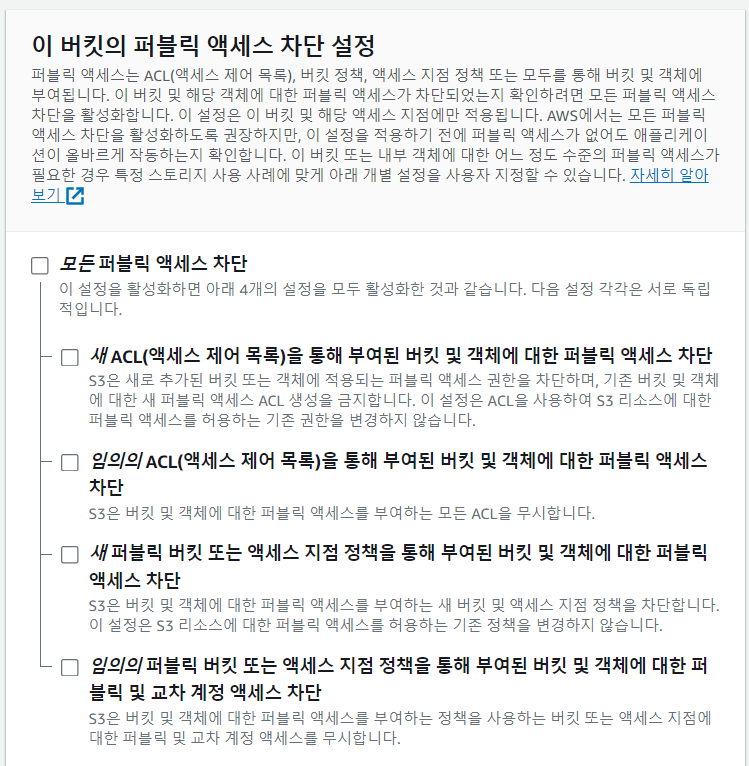 이 버킷의 퍼블릭 액세스 차단 설정
퍼블릭 액세스는 ACL(액세스 제어 목록), 버킷 정책, 액세스 지점 정책 또는 모두를 통해 버킷 및 객체에
부여됩니다. 이 버킷 및 해당 객체에 대한 퍼블릭 액세스가 차단되었는지 확인하려면 모든 퍼블릭 액세스
차단을 활성화합니다. 이 설정은 이 버킷 및 해당 액세스 지점에만 적용됩니다. AWS에서는 모든 퍼블릭
액세스 차단을 활성화하도록 권장하지만, 이 설정을 적용하기 전에 퍼블릭 액세스가 없어도 애플리케이
션이 올바르게 작동하는지 확인합니다. 이 버킷 또는 내부 객체에 대한 어느 정도 수준의 퍼블릭 액세스가
필요한 경우 특정 스토리지 사용 사례에 맞게 아래 개별 설정을 사용자 지정할 수 있습니다. 자세히 알아
보기
모든 퍼블릭 액세스 차단
이 설정을 활성화하면 아래 4개의 설정을 모두 활성화한 것과 같습니다. 다음 설정 각각은 서로 독립
적입니다.
새 ACL(액세스 제어 목록)을 통해 부여된 버킷 및 객체에 대한 퍼블릭 액세스 차단
S3은 새로 추가된 버킷 또는 객체에 적용되는 퍼블릭 액세스 권한을 차단하며, 기존 버킷 및 객체
에 대한 새 퍼블릭 액세스 ACL 생성을 금지합니다. 이 설정은 ACL을 사용하여 S3 리소스에 대한
퍼블릭 액세스를 허용하는 기존 권한을 변경하지 않습니다.
임의의 ACL(액세스 제어 목록)을 통해 부여된 버킷 및 객체에 대한 퍼블릭 액세스
차단
S3은 버킷 및 객체에 대한 퍼블릭 액세스를 부여하는 모든 ACL을 무시합니다.
새 퍼블릭 버킷 또는 액세스 지점 정책을 통해 부여된 버킷 및 객체에 대한 퍼블릭
액세스 차단
S3은 버킷 및 객체에 대한 퍼블릭 액세스를 부여하는 새 버킷 및 액세스 지점 정책을 차단합니다.
이 설정은 S3 리소스에 대한 퍼블릭 액세스를 허용하는 기존 정책을 변경하지 않습니다.
임의의 퍼블릭 버킷 또는 액세스 지점 정책을 통해 부여된 버킷 및 객체에 대한 퍼
블릭 및 교차 계정 액세스 차단
S3은 버킷 및 객체에 대한 퍼블릭 액세스를 부여하는 정책을 사용하는 버킷 또는 액세스 지점에
대한 퍼블릭 및 교차 계정 액세스를 무시합니다.